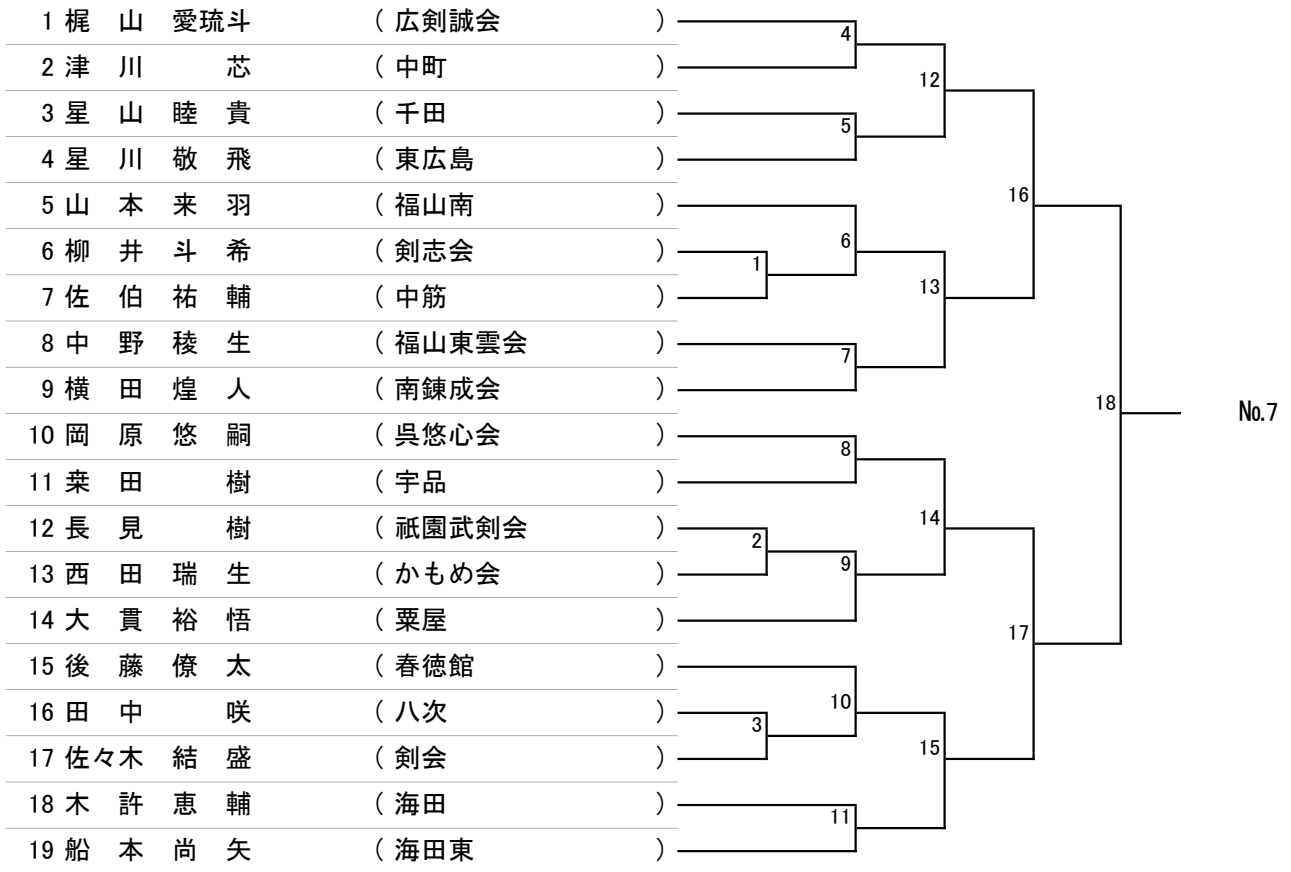 1 梶 山 愛琉斗 ( 広剣誠会 )
2 津 川 芯 ( 中町 )
3 星 山 睦 貴 ( 千田 )
4 星 川 敬 飛 ( 東広島 )
5 山 本 来 羽 ( 福山南 )
6 柳 井 斗 希 ( 剣志会 )
7 佐 伯 祐 輔 ( 中筋 )
8 中 野 稜 生 ( 福山東雲会 )
9 横 田 煌 人 ( 南錬成会 )
10 岡 原 悠 嗣 ( 呉悠心会 )
11 桒 田 樹 ( 宇品 )
12 長 見 樹 ( 祇園武剣会 )
13 西 田 瑞 生 ( かもめ会 )
14 大 貫 裕 悟 ( 粟屋 )
15 後 藤 僚 太 ( 春徳館 )
16 田 中 咲 ( 八次 )
17 佐々木 結 盛 ( 剣会 )
18 木 許 恵 輔 ( 海田 )
19 船 本 尚 矢 ( 海田東 )
1
2
3
4
5
6
7
8
9
10
11
12
13
14
15
16
17
18
№7